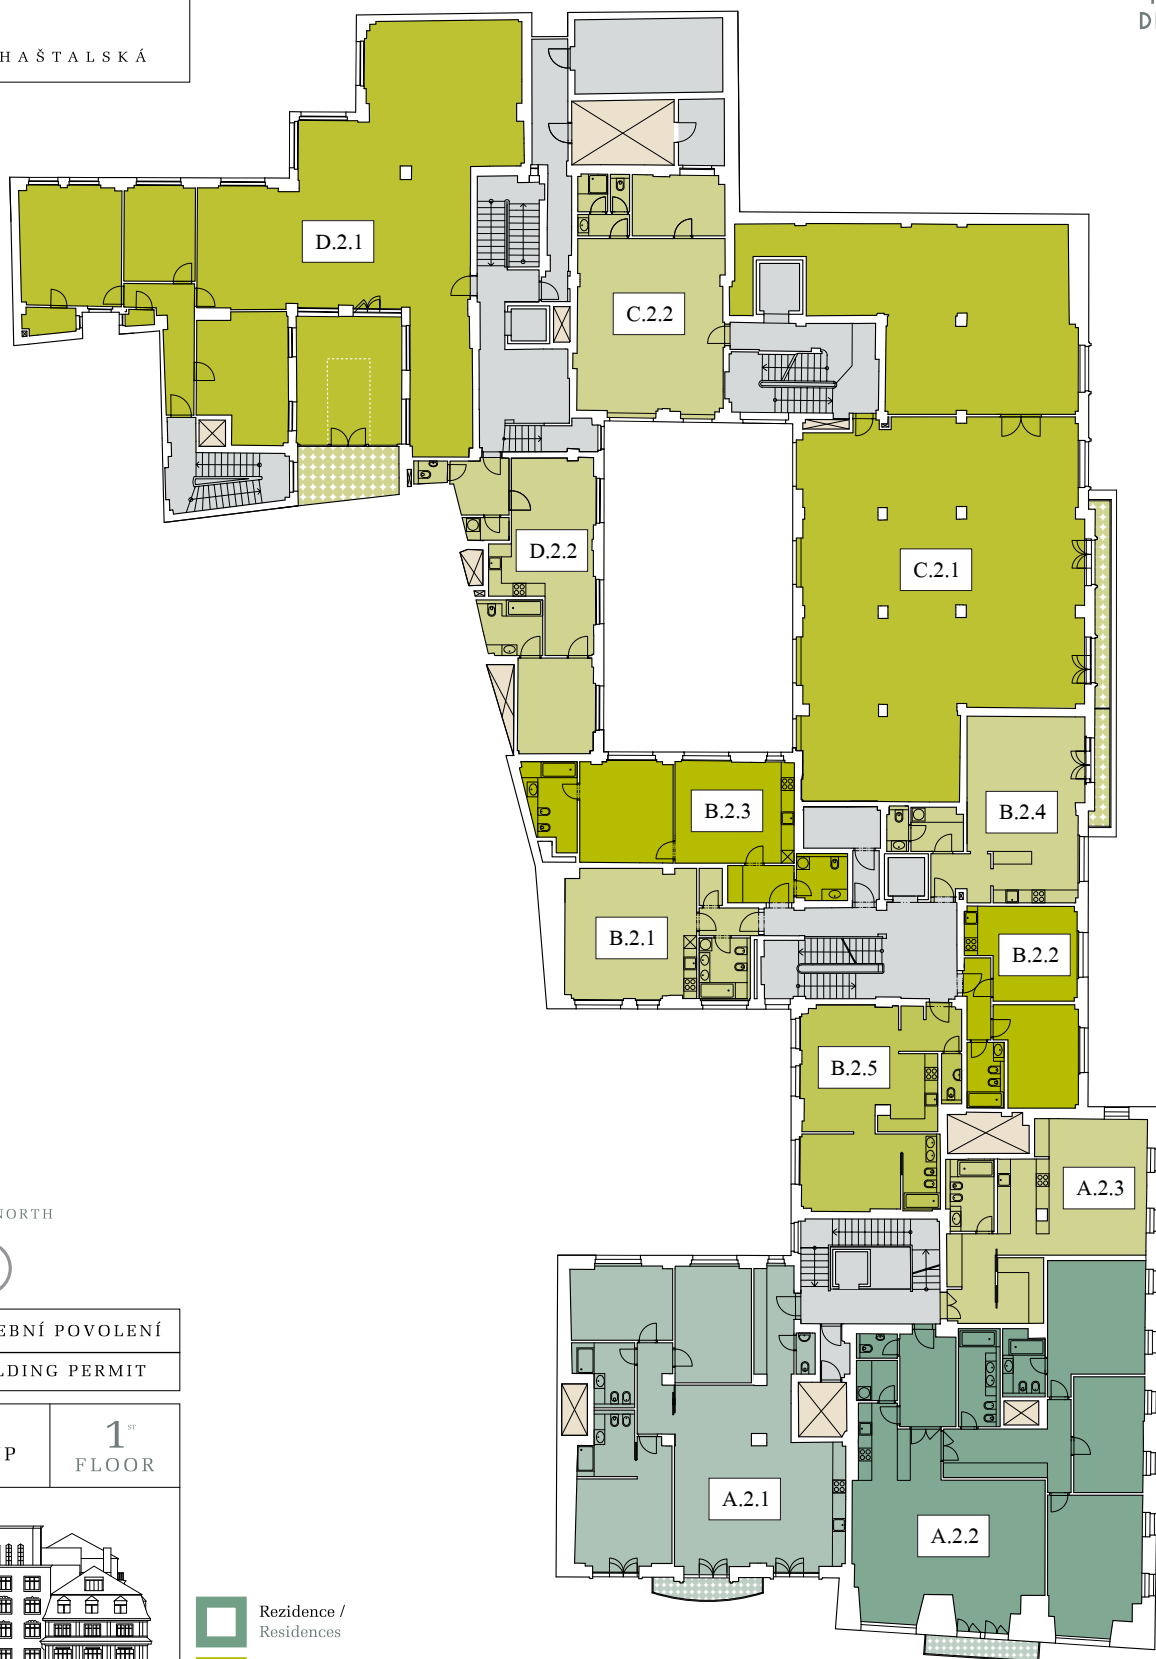 HAŠTALSKÁ
D.2.1
C.2.2
D.2.2
C.2.1
B.2.3
B.2.4
B.2.1
B.2.2
B.2.5
A.2.3
A.2.1
A.2.2
NORTH
EBNÍ POVOLENÍ
LDING PERMIT
1ST
FLOOR
Rezidence /
Residences